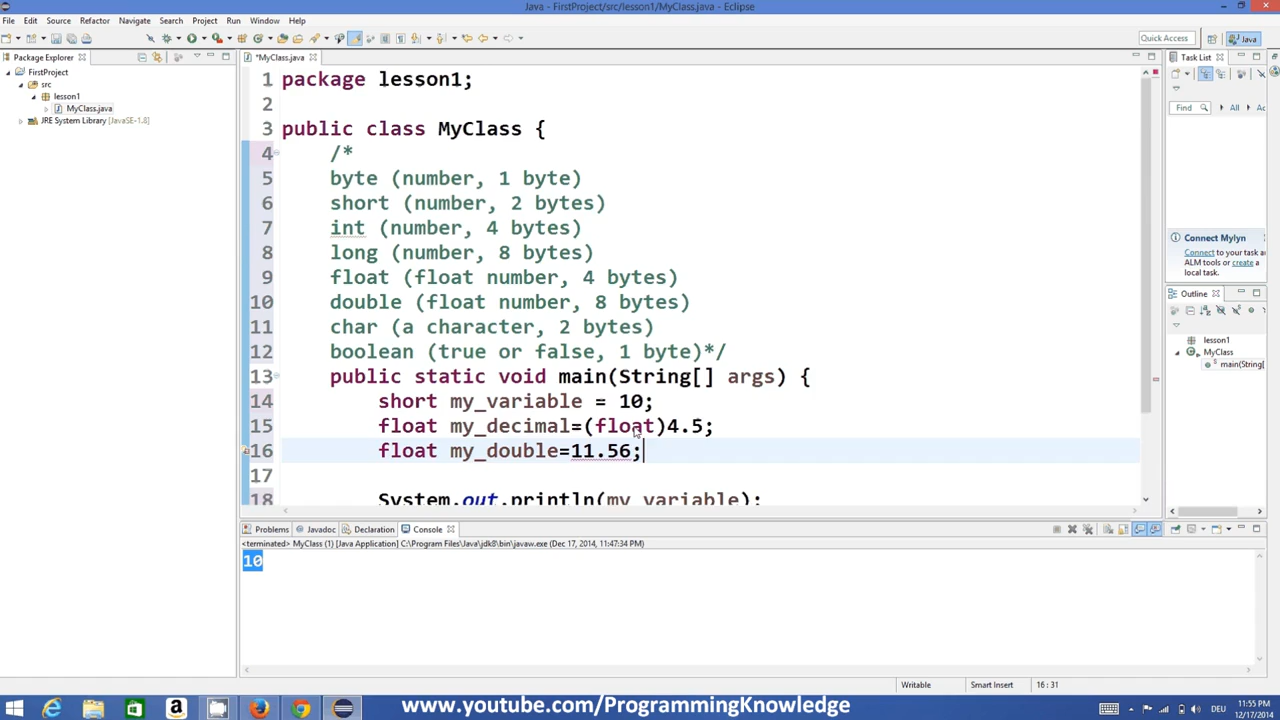 Java - FirstProject/src/lesson1/MyClass.java - Eclipse
File Edit Source Refactor Navigate Search Project Run Window Help
Quick Access
Java
Package Explorer
*MyClass.java
Task List
FirstProject
src
lesson1
MyClass.java
JRE System Library [JavaSE-1.8]
Find
All
1 package lesson1;
2
3 public class MyClass {
4 /*
5 byte (number, 1 byte)
6 short (number, 2 bytes)
7 int (number, 4 bytes)
8 long (number, 8 bytes)
9 float (float number, 4 bytes)
10 double (float number, 8 bytes)
11 char (a character, 2 bytes)
12 boolean (true or false, 1 byte)*/
13 public static void main(String[] args) {
14 short my_variable = 10;
15 float my_decimal=(float)4.5;
16 float my_double=11.56;
17
18 System.out.println(my_variable);
Connect Mylyn
Connect to your task and
ALM tools or create a
local task.
Outline
lesson1
MyClass
main(String[]
Problems Javadoc Declaration Console
<terminated> MyClass (1) [Java Application] C:\Program Files\Java\jdk8\bin\javaw.exe (Dec 17, 2014, 11:47:34 PM)
10
Writable
Smart Insert
16 : 31
www.youtube.com/ProgrammingKnowledge
DEU
11:55 PM
12/17/2014